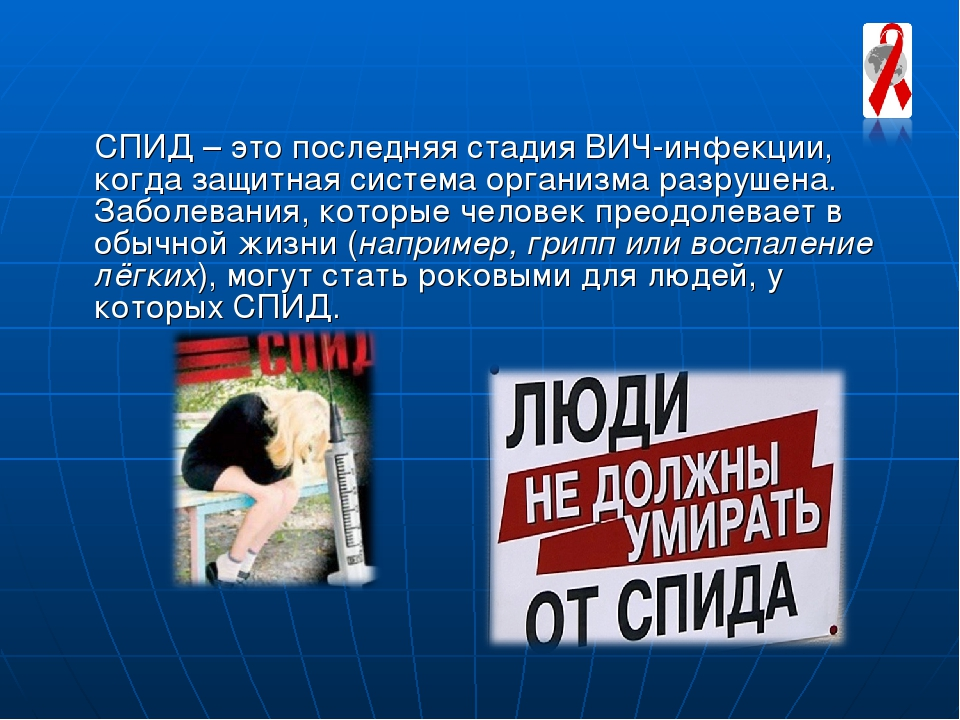 СПИД – это последняя стадия ВИЧ-инфекции,
когда защитная система организма разрушена.
Заболевания, которые человек преодолевает в
обычной жизни (например, грипп или воспаление
лёгких), могут стать роковыми для людей, у
которых СПИД.
СПИД
ЛЮДИ
НЕ ДОЛЖНЫ
УМИРАТЬ
ОТ СПИДА